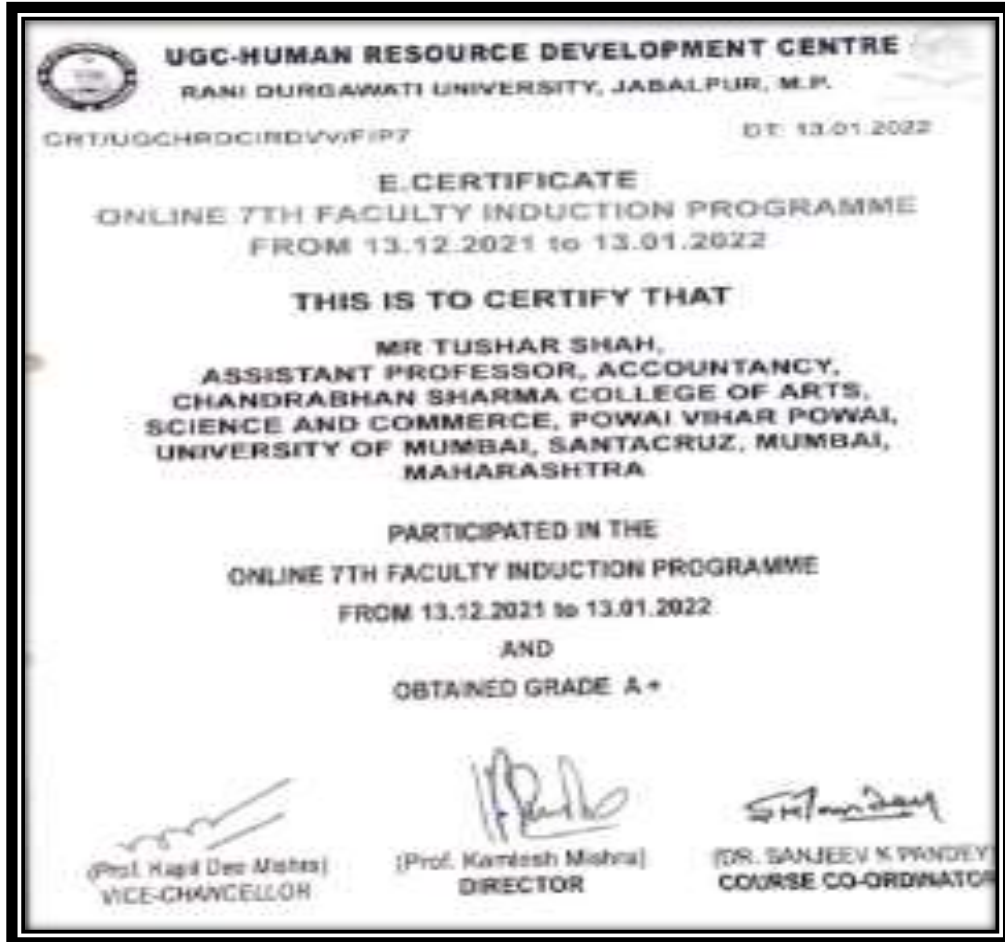 UGC-HUMAN RESOURCE DEVELOPMENT CENTRE
RANI DURGAWATI UNIVERSITY, JABALPUR, M.P.
CRT/UGCHRDC/RDVV/FIP7 DT: 13.01.2022
E.CERTIFICATE
ONLINE 7TH FACULTY INDUCTION PROGRAMME
FROM 13.12.2021 to 13.01.2022
THIS IS TO CERTIFY THAT
MR TUSHAR SHAH,
ASSISTANT PROFESSOR, ACCOUNTANCY,
CHANDRABHAN SHARMA COLLEGE OF ARTS,
SCIENCE AND COMMERCE, POWAI VIHAR POWAI,
UNIVERSITY OF MUMBAI, SANTACRUZ, MUMBAI,
MAHARASHTRA
PARTICIPATED IN THE
ONLINE 7TH FACULTY INDUCTION PROGRAMME
FROM 13.12.2021 to 13.01.2022
AND
OBTAINED GRADE A+
(Prof. Kapil Deo Mishra) (Prof. Kamlesh Mishra) (DR. SANJEEV K PANDEY)
VICE-CHANCELLOR DIRECTOR COURSE CO-ORDINATOR